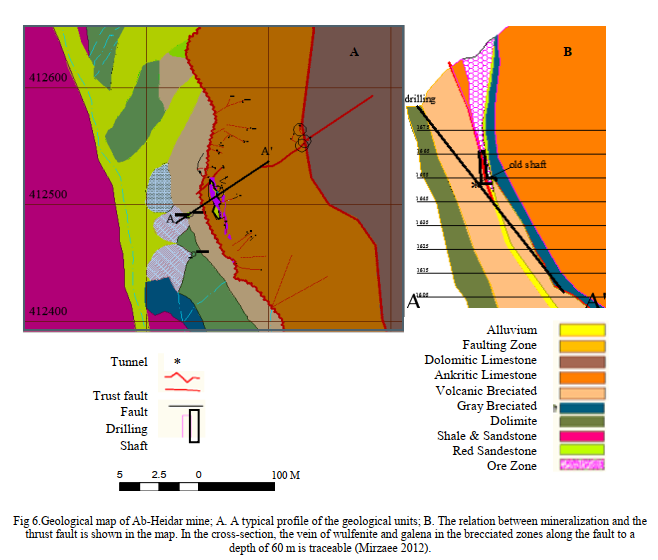 A
B
412600
412500
412400
A'
A
drilling
old shaft
*
A
A'
Tunnel *
Trust fault
Fault
Drilling
Shaft
5 2.5 0 100 M
Alluvium
Faulting Zone
Dolomitic Limestone
Ankritic Limestone
Volcanic Breciated
Gray Breciated
Dolimite
Shale & Sandstone
Red Sandestone
Ore Zone
Fig 6.Geological map of Ab-Heidar mine; A. A typical profile of the geological units; B. The relation between mineralization and the
thrust fault is shown in the map. In the cross-section, the vein of wulfenite and galena in the brecciated zones along the fault to a
depth of 60 m is traceable (Mirzaee 2012).